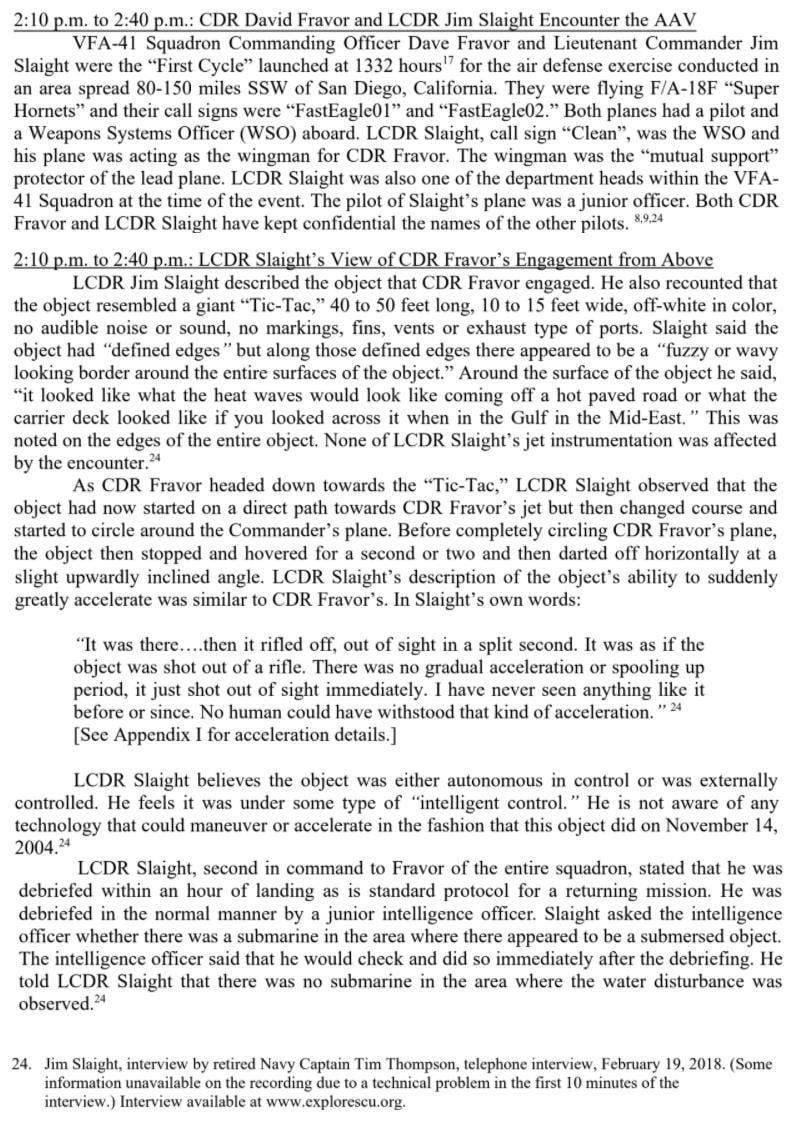 2:10 p.m. to 2:40 p.m.: CDR David Fravor and LCDR Jim Slaight Encounter the AAV
VFA-41 Squadron Commanding Officer Dave Fravor and Lieutenant Commander Jim
Slaight were the “First Cycle” launched at 1332 hours17 for the air defense exercise conducted in
an area spread 80-150 miles SSW of San Diego, California. They were flying F/A-18F “Super
Hornets” and their call signs were “FastEagle01” and “FastEagle02.” Both planes had a pilot and
a Weapons Systems Officer (WSO) aboard. LCDR Slaight, call sign “Clean”, was the WSO and
his plane was acting as the wingman for CDR Fravor. The wingman was the “mutual support”
protector of the lead plane. LCDR Slaight was also one of the department heads within the VFA-
41 Squadron at the time of the event. The pilot of Slaight’s plane was a junior officer. Both CDR
Fravor and LCDR Slaight have kept confidential the names of the other pilots. 8,9,24
2:10 p.m. to 2:40 p.m.: LCDR Slaight’s View of CDR Fravor’s Engagement from Above
LCDR Jim Slaight described the object that CDR Fravor engaged. He also recounted that
the object resembled a giant “Tic-Tac,” 40 to 50 feet long, 10 to 15 feet wide, off-white in color,
no audible noise or sound, no markings, fins, vents or exhaust type of ports. Slaight said the
object had “defined edges” but along those defined edges there appeared to be a “fuzzy or wavy
looking border around the entire surfaces of the object.” Around the surface of the object he said,
“it looked like what the heat waves would look like coming off a hot paved road or what the
carrier deck looked like if you looked across it when in the Gulf in the Mid-East.” This was
noted on the edges of the entire object. None of LCDR Slaight’s jet instrumentation was affected
by the encounter.24
As CDR Fravor headed down towards the “Tic-Tac,” LCDR Slaight observed that the
object had now started on a direct path towards CDR Fravor’s jet but then changed course and
started to circle around the Commander’s plane. Before completely circling CDR Fravor’s plane,
the object then stopped and hovered for a second or two and then darted off horizontally at a
slight upwardly inclined angle. LCDR Slaight’s description of the object’s ability to suddenly
greatly accelerate was similar to CDR Fravor’s. In Slaight’s own words:
“It was there….then it rifled off, out of sight in a split second. It was as if the
object was shot out of a rifle. There was no gradual acceleration or spooling up
period, it just shot out of sight immediately. I have never seen anything like it
before or since. No human could have withstood that kind of acceleration.” 24
[See Appendix I for acceleration details.]
LCDR Slaight believes the object was either autonomous in control or was externally
controlled. He feels it was under some type of “intelligent control.” He is not aware of any
technology that could maneuver or accelerate in the fashion that this object did on November 14,
2004.24
LCDR Slaight, second in command to Fravor of the entire squadron, stated that he was
debriefed within an hour of landing as is standard protocol for a returning mission. He was
debriefed in the normal manner by a junior intelligence officer. Slaight asked the intelligence
officer whether there was a submarine in the area where there appeared to be a submersed object.
The intelligence officer said that he would check and did so immediately after the debriefing. He
told LCDR Slaight that there was no submarine in the area where the water disturbance was
observed.24
24. Jim Slaight, interview by retired Navy Captain Tim Thompson, telephone interview, February 19, 2018. (Some
information unavailable on the recording due to a technical problem in the first 10 minutes of the
interview.) Interview available at www.explorescu.org.